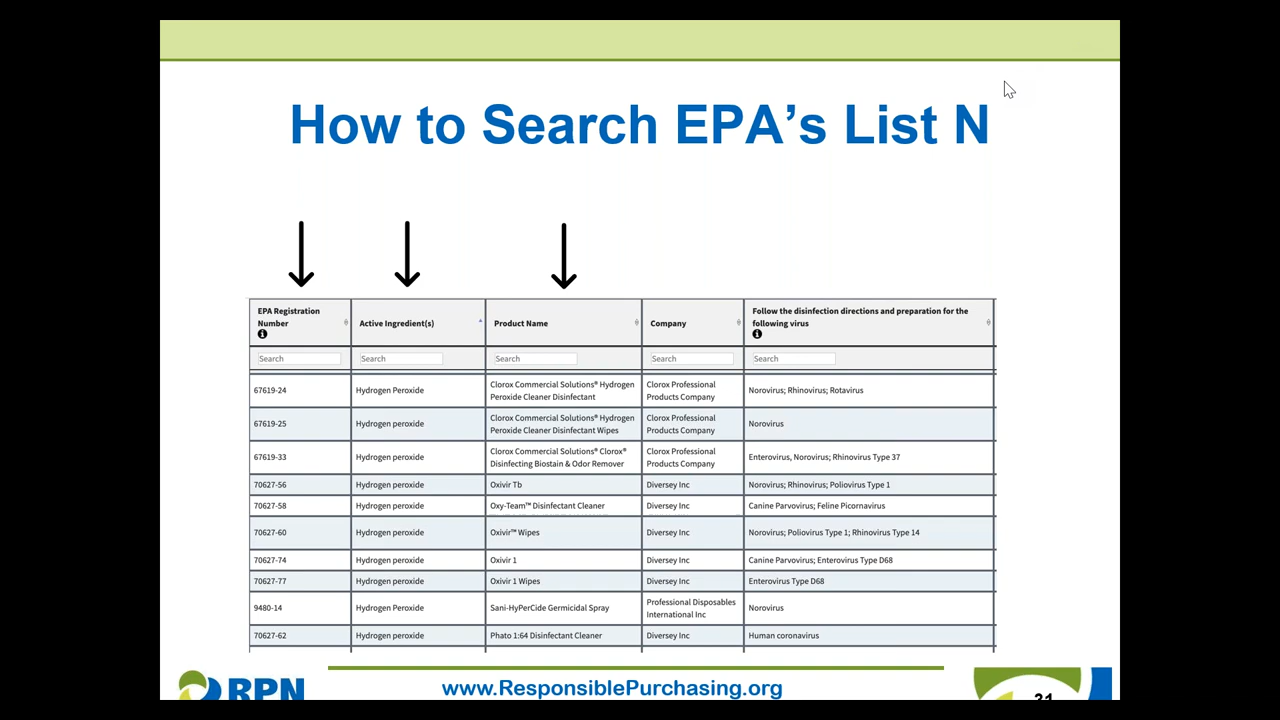 How to Search EPA's List N
EPA Registration
Number
Active Ingredient(s)
Product Name
Company
Follow the disinfection directions and preparation for the
following virus
Search
Search
Search
Search
Search
67619-24
Hydrogen Peroxide
Clorox Commercial Solutions® Hydrogen
Peroxide Cleaner Disinfectant
Clorox Professional
Products Company
Norovirus; Rhinovirus; Rotavirus
67619-25
Hydrogen peroxide
Clorox Commercial Solutions® Hydrogen
Peroxide Cleaner Disinfectant Wipes
Clorox Professional
Products Company
Norovirus
67619-33
Hydrogen peroxide
Clorox Commercial Solutions® Clorox®
Disinfecting Biostain & Odor Remover
Clorox Professional
Products Company
Enterovirus, Norovirus; Rhinovirus Type 37
70627-56
Hydrogen peroxide
Oxivir Tb
Diversey Inc
Norovirus; Rhinovirus; Poliovirus Type 1
70627-58
Hydrogen peroxide
Oxy-Team™ Disinfectant Cleaner
Diversey Inc
Canine Parvovirus; Feline Picornavirus
70627-60
Hydrogen peroxide
Oxivir™ Wipes
Diversey Inc
Norovirus; Poliovirus Type 1; Rhinovirus Type 14
70627-74
Hydrogen peroxide
Oxivir 1
Diversey Inc
Canine Parvovirus; Enterovirus Type D68
70627-77
Hydrogen peroxide
Oxivir 1 Wipes
Diversey Inc
Enterovirus Type D68
9480-14
Hydrogen Peroxide
Sani-HyPerCide Germicidal Spray
Professional Disposables
International Inc
Norovirus
70627-62
Hydrogen peroxide
Phato 1:64 Disinfectant Cleaner
Diversey Inc
Human coronavirus
RPN
www.ResponsiblePurchasing.org
31